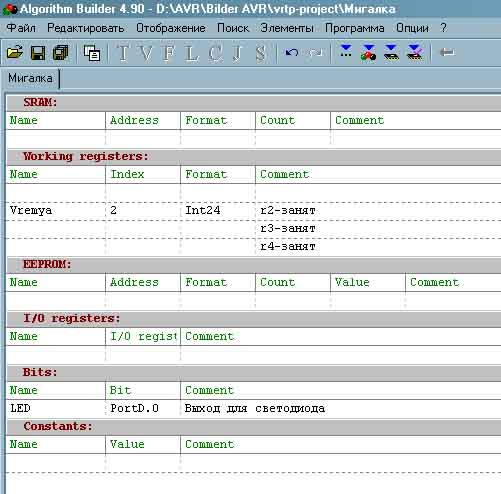 Algorithm Builder 4.90 - D:\AVR\Bilder AVR\vrtp-project\Мигалка
Файл Редактировать Отображение Поиск Элементы Программа Опции ?
T V F L C J S
Мигалка
SRAM:
Name Address Format Count Comment
Working registers:
Name Index Format Comment
Vremya 2 Int24 r2-занят
r3-занят
r4-занят
EEPROM:
Name Address Format Count Value Comment
I/O registers:
Name I/O regist Comment
Bits:
Name Bit Comment
LED PortD.0 Выход для светодиода
Constants:
Name Value Comment